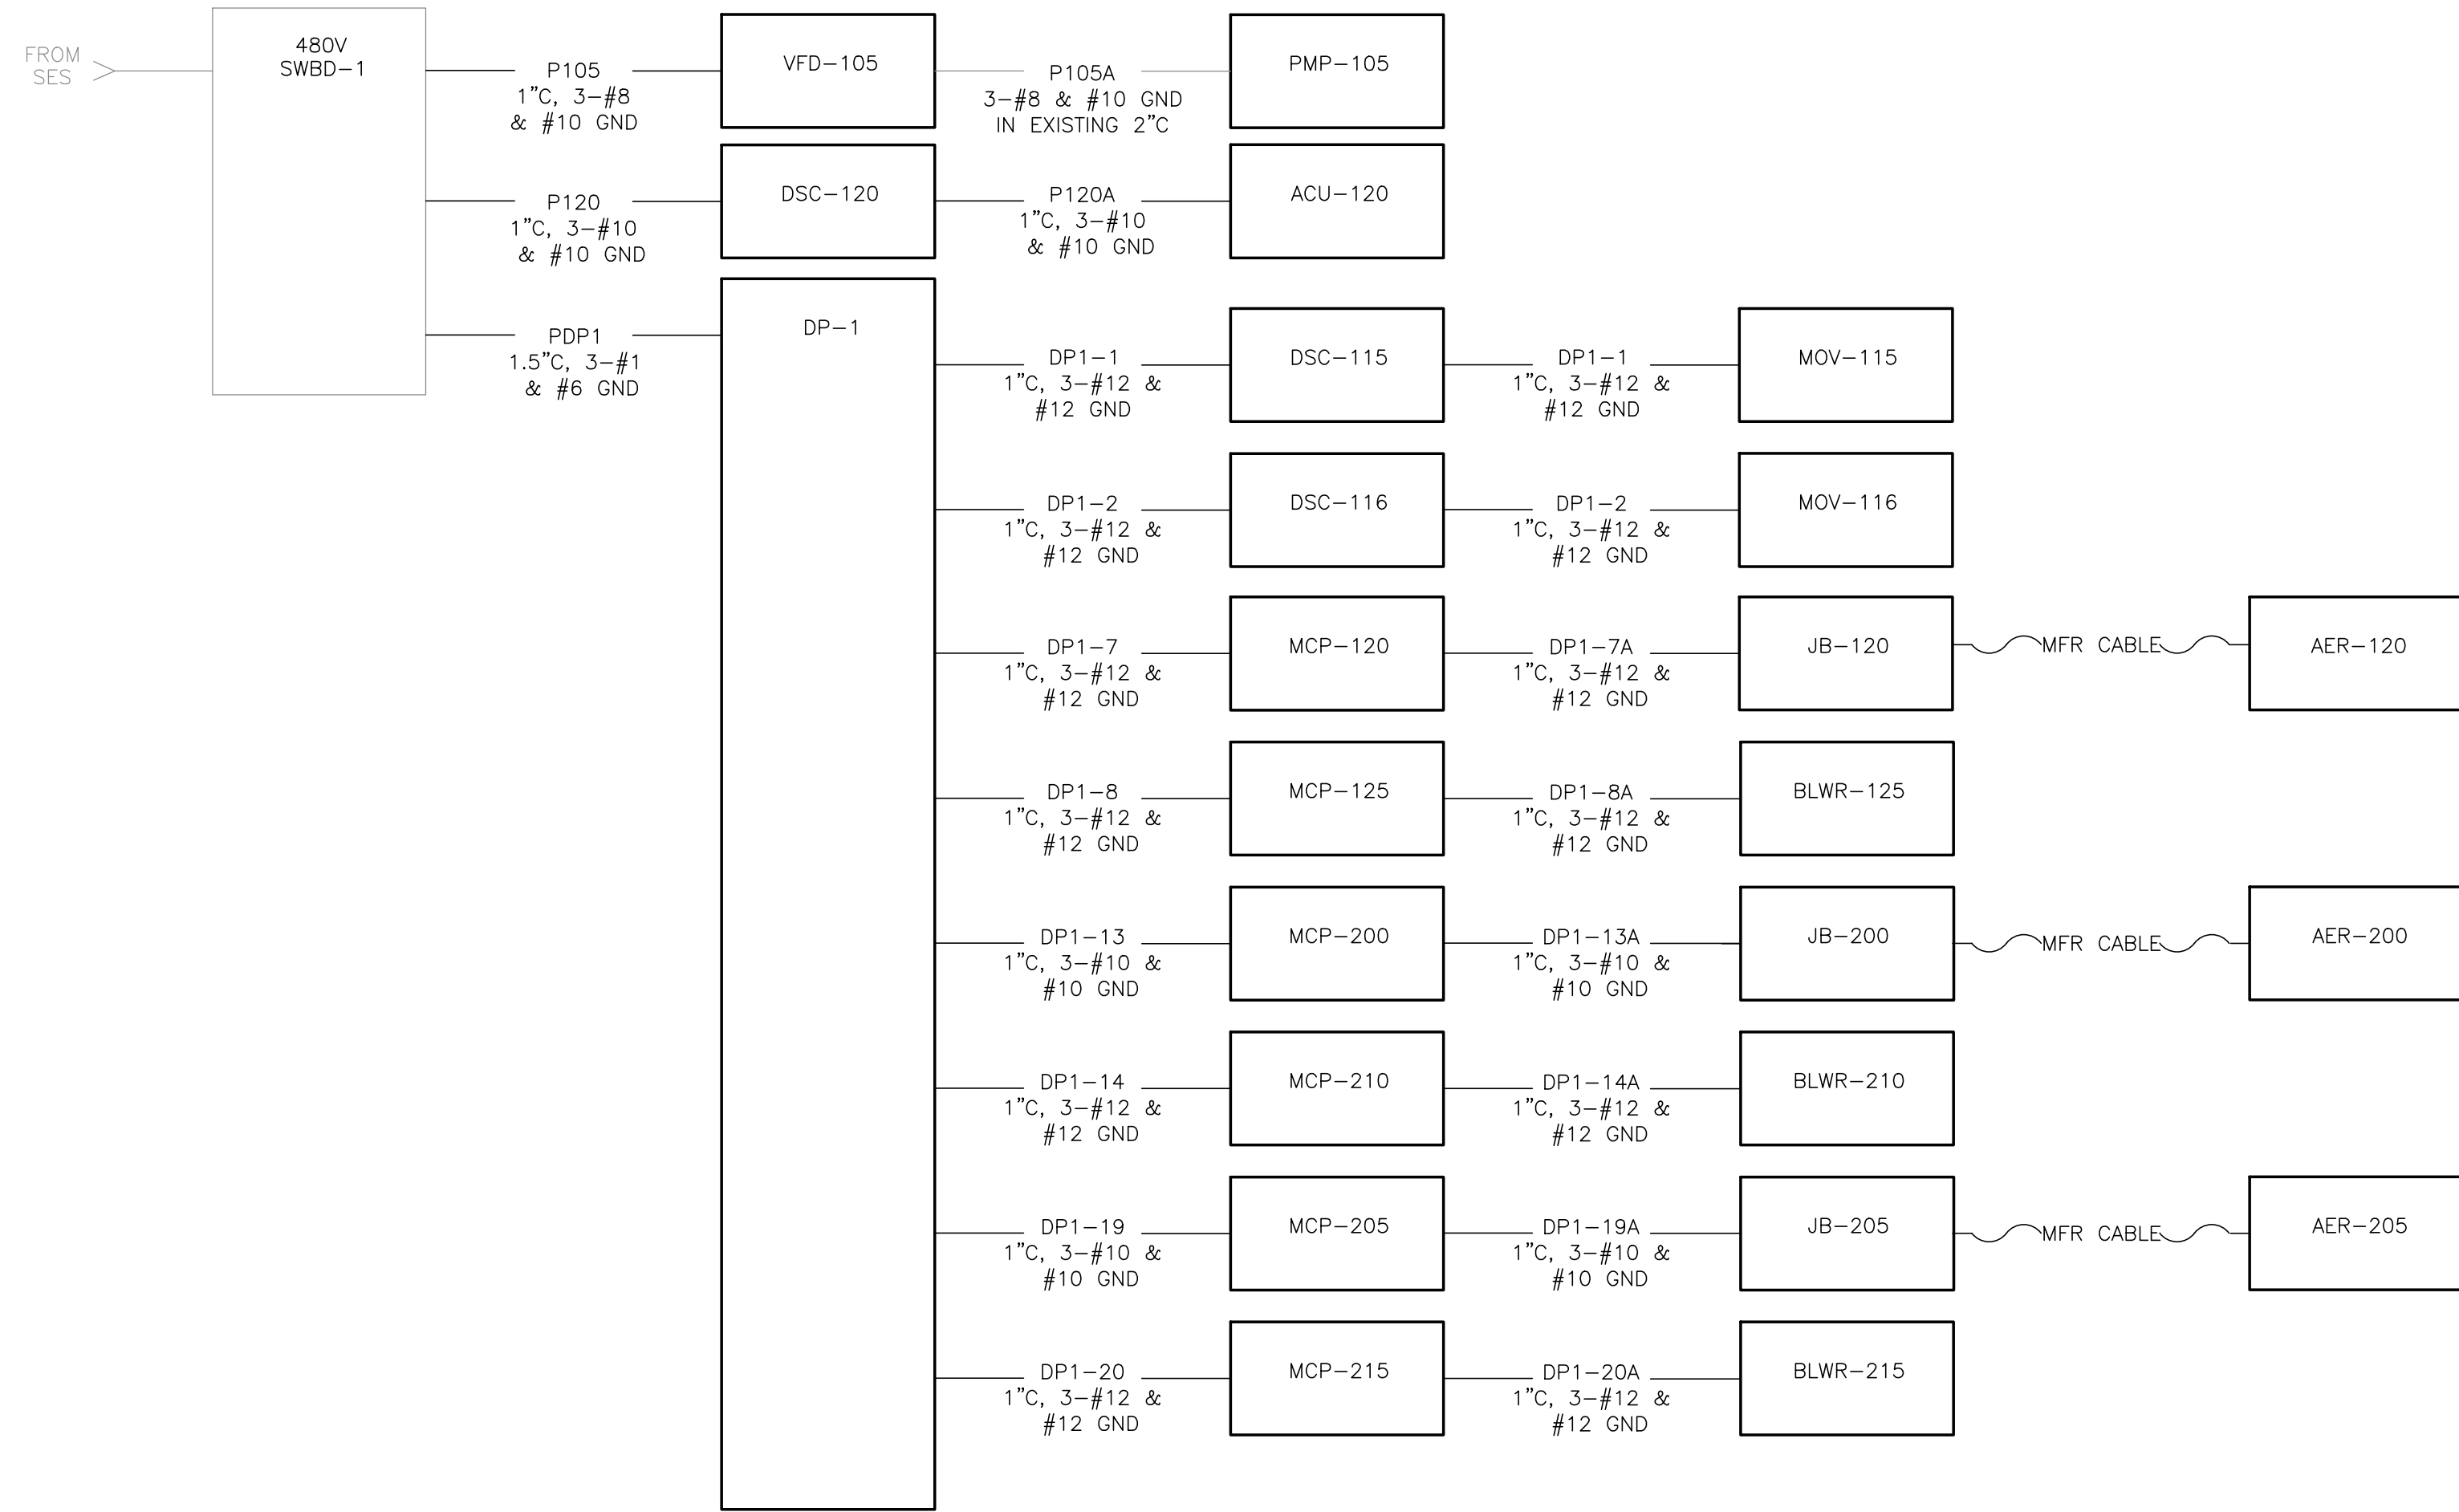 FROM
SES
480V
SWBD-1
P105
1"C, 3-#8
& #10 GND
VFD-105
P105A
3-#8 & #10 GND
IN EXISTING 2"C
PMP-105
P120
1"C, 3-#10
& #10 GND
DSC-120
P120A
1"C, 3-#10
& #10 GND
ACU-120
PDP1
1.5"C, 3-#1
& #6 GND
DP-1
DP1-1
1"C, 3-#12 &
#12 GND
DSC-115
DP1-1
1"C, 3-#12 &
#12 GND
MOV-115
DP1-2
1"C, 3-#12 &
#12 GND
DSC-116
DP1-2
1"C, 3-#12 &
#12 GND
MOV-116
DP1-7
1"C, 3-#12 &
#12 GND
MCP-120
DP1-7A
1"C, 3-#12 &
#12 GND
JB-120
MFR CABLE
AER-120
DP1-8
1"C, 3-#12 &
#12 GND
MCP-125
DP1-8A
1"C, 3-#12 &
#12 GND
BLWR-125
DP1-13
1"C, 3-#10 &
#10 GND
MCP-200
DP1-13A
1"C, 3-#10 &
#10 GND
JB-200
MFR CABLE
AER-200
DP1-14
1"C, 3-#12 &
#12 GND
MCP-210
DP1-14A
1"C, 3-#12 &
#12 GND
BLWR-210
DP1-19
1"C, 3-#10 &
#10 GND
MCP-205
DP1-19A
1"C, 3-#10 &
#10 GND
JB-205
MFR CABLE
AER-205
DP1-20
1"C, 3-#12 &
#12 GND
MCP-215
DP1-20A
1"C, 3-#12 &
#12 GND
BLWR-215